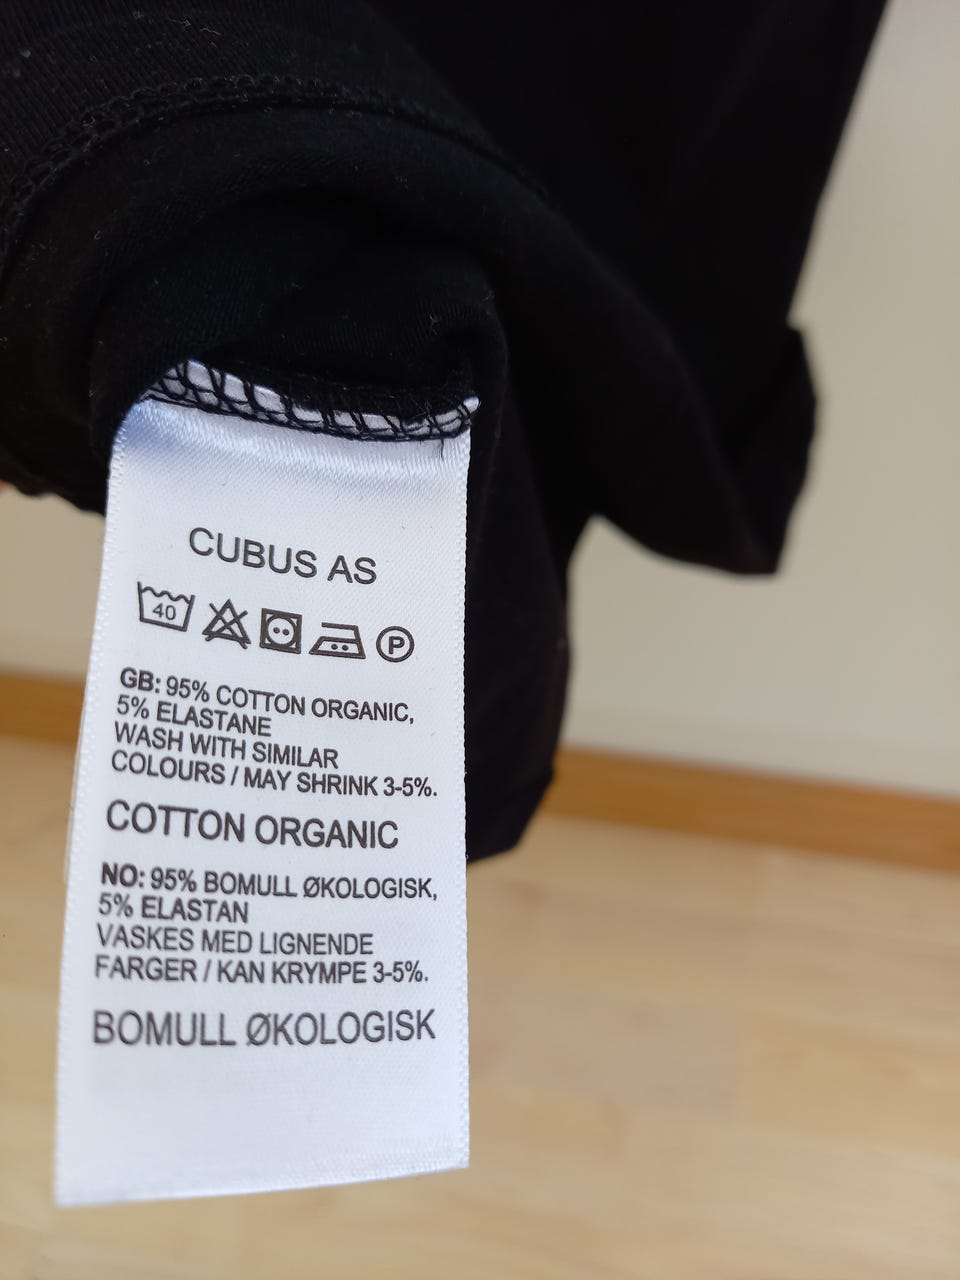 CUBUS AS
40 P
GB: 95% COTTON ORGANIC,
5% ELASTANE
WASH WITH SIMILAR
COLOURS / MAY SHRINK 3-5%.
COTTON ORGANIC
NO: 95% BOMULL ØKOLOGISK,
5% ELASTAN
VASKES MED LIGNENDE
FARGER / KAN KRYMPE 3-5%.
BOMULL ØKOLOGISK